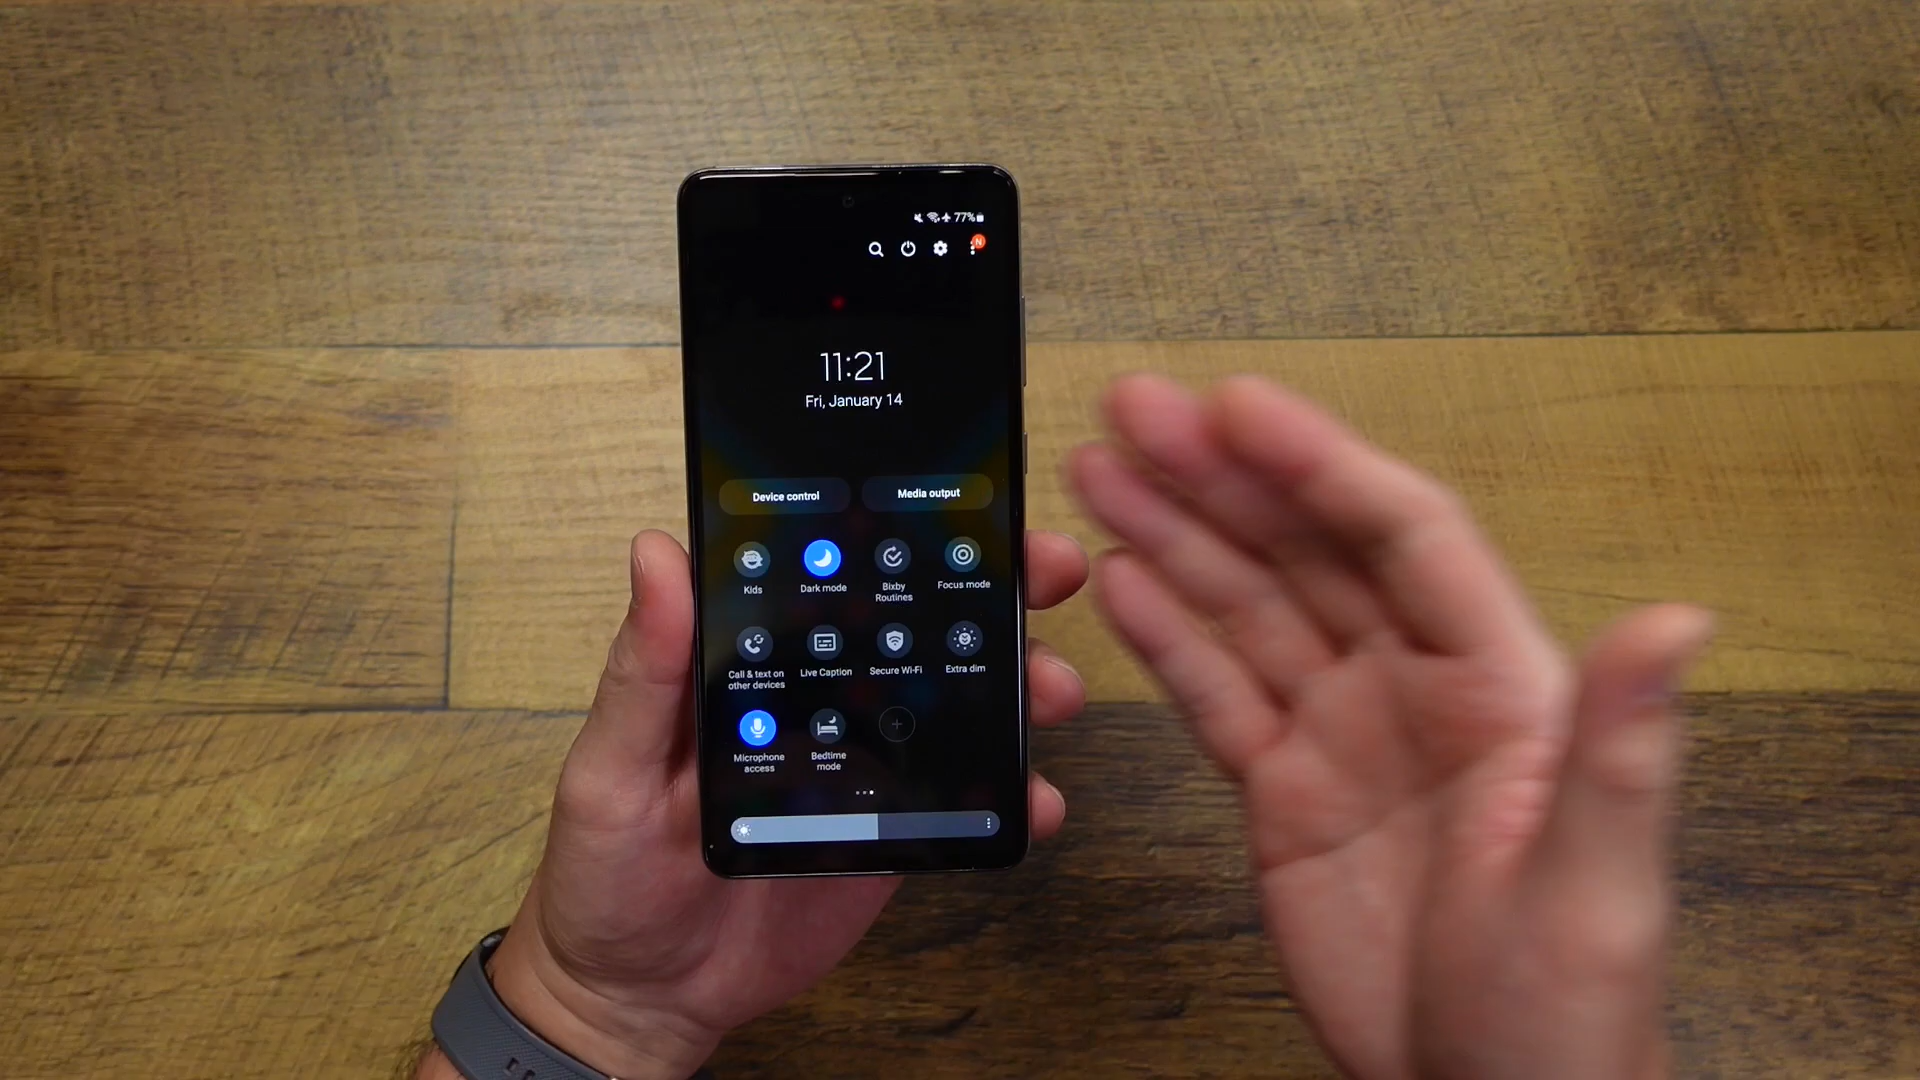 77%
N
11:21
Fri, January 14
Device control
Media output
Kids
Dark mode
Bixby
Routines
Focus mode
Call & text on
other devices
Live Caption
Secure Wi-Fi
Extra dim
Microphone
access
Bedtime
mode